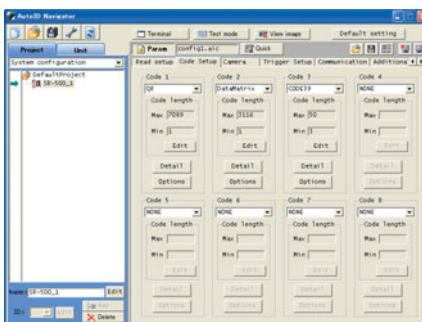 AutoID Navigator
Terminal Test mode View image Default setting
Project Unit
Param config1.aic Quick
System configuration
Read setup Code Setup Camera Trigger Setup Communication Additional
DefaultProject
SR-500_1
Code 1 Code 2 Code 3 Code 4
QR DataMatrix CODE39 NONE
Code length Code length Code length Code length
Max 7089 Max 3116 Max 50 Max
Min 1 Min 1 Min 3 Min
Edit Edit Edit Edit
Detail Detail Detail Detail
Options Options Options Options
Code 5 Code 6 Code 7 Code 8
NONE NONE NONE NONE
Code length Code length Code length Code length
Max Max Max Max
Min Min Min Min
Edit Edit Edit Edit
Detail Detail Detail Detail
Options Options Options Options
Name: SR-500_1 Edit
ID: Edit Add
Delete